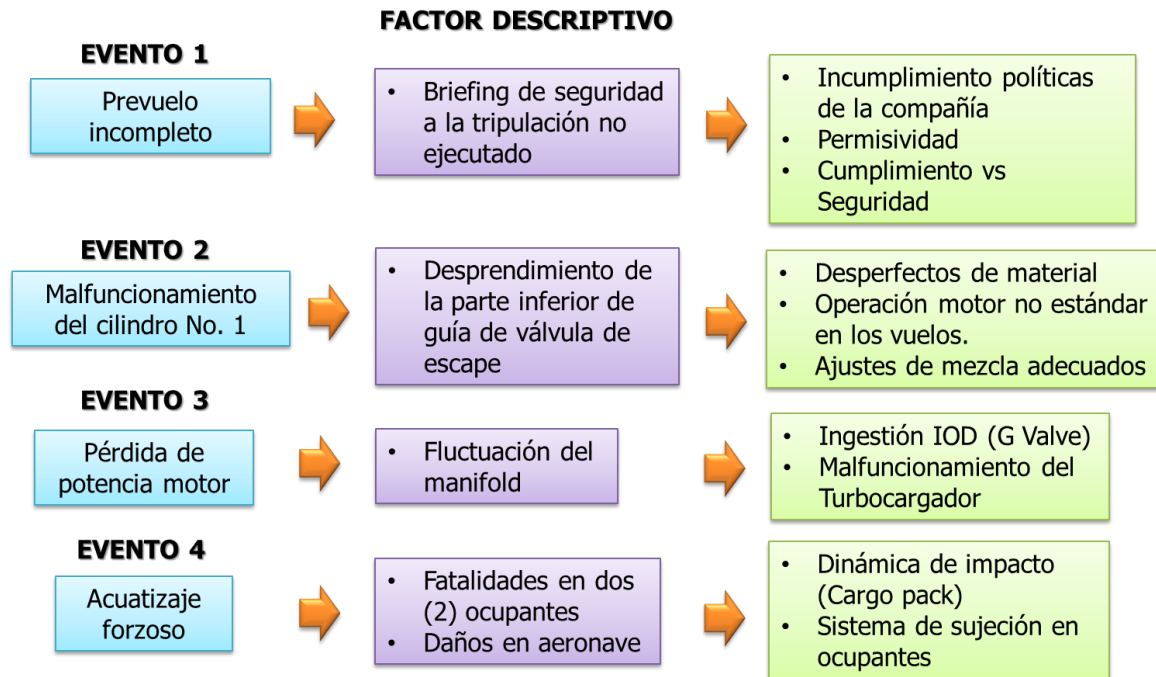 FACTOR DESCRIPTIVO
EVENTO 1
Prevuelo
incompleto
• Briefing de seguridad
a la tripulación no
ejecutado
• Incumplimiento políticas
de la compañía
• Permisividad
• Cumplimiento vs
Seguridad
EVENTO 2
Malfuncionamiento
del cilindro No. 1
• Desprendimiento de
la parte inferior de
guía de válvula de
escape
• Desperfectos de material
• Operación motor no estándar
en los vuelos.
• Ajustes de mezcla adecuados
EVENTO 3
Pérdida de
potencia motor
• Fluctuación del
manifold
• Ingestión IOD (G Valve)
• Malfuncionamiento del
Turbocargador
EVENTO 4
Acuatizaje
forzoso
• Fatalidades en dos
(2) ocupantes
• Daños en aeronave
• Dinámica de impacto
(Cargo pack)
• Sistema de sujeción en
ocupantes